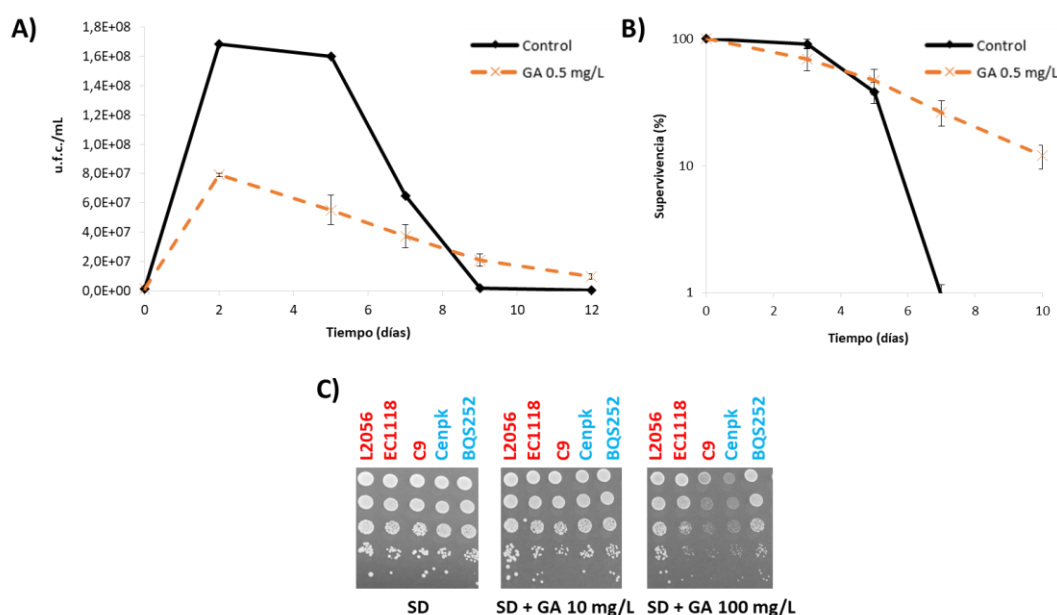 A)
u.f.c./mL
1,8E+08
1,6E+08
1,4E+08
1,2E+08
1,0E+08
8,0E+07
6,0E+07
4,0E+07
2,0E+07
0,0E+00
0 2 4 6 8 10 12
Tiempo (días)
Control
GA 0.5 mg/L
B)
Supervivencia (%)
100
10
1
0 2 4 6 8 10
Tiempo (días)
Control
GA 0.5 mg/L
C)
L2056 EC1118 C9 Cenpk BQS252
L2056 EC1118 C9 Cenpk BQS252
L2056 EC1118 C9 Cenpk BQS252
SD
SD + GA 10 mg/L
SD + GA 100 mg/L